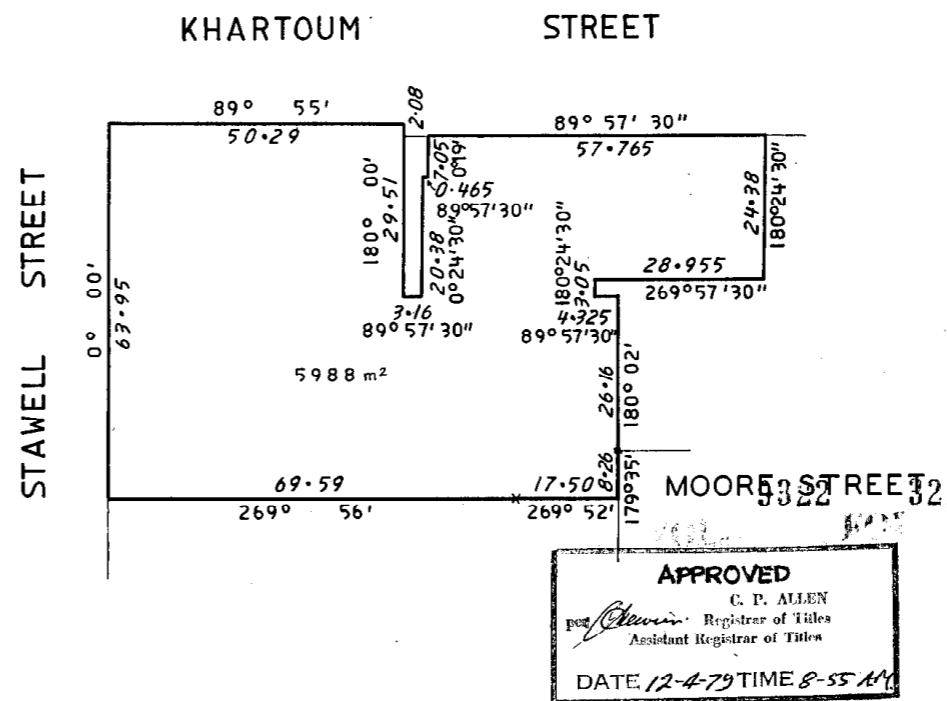 KHARTOUM STREET
89° 55'
50·29
2·08
89° 57' 30"
57·765
STAWELL STREET
0° 00'
63·95
180° 00'
29·51
7·05
0°19'
0·465
89°57'30"
20·38
0°24'30"
3·16
89°57'30"
180°24'30"
3·05
24·38
180°24'30"
28·955
269°57'30"
4·325
89°57'30"
5988 m²
26·16
180° 02'
8·26
179°35'
69·59
269° 56'
17·50
269° 52'
MOORE STREET
APPROVED
C. P. ALLEN
per
Registrar of Titles
Assistant Registrar of Titles
DATE 12-4-79 TIME 8-55 AM